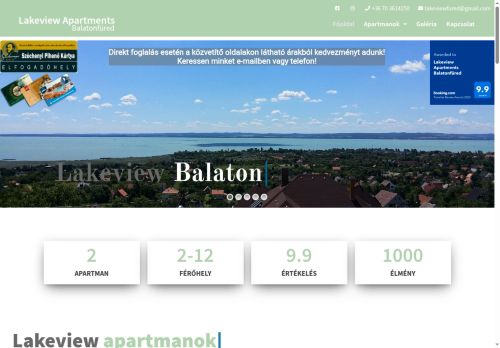 Lakeview Apartments
Balatonfüred
+36 70 3614150 lakeviewfured@gmail.com
Főoldal Apartmanok Galéria Kapcsolat
Széchenyi Pihenő Kártya
ELFOGADÓHELY
Direkt foglalás esetén a közvetítő oldalakon látható árakból kedvezményt adunk!
Keressen minket e-mailben vagy telefon!
Awarded to
Lakeview
Apartments
Balatonfüred
9.9
Booking.com
Lakeview Balaton
2
APARTMAN
2-12
FÉRŐHELY
9.9
ÉRTÉKELÉS
1000
ÉLMÉNY
Lakeview apartmanok